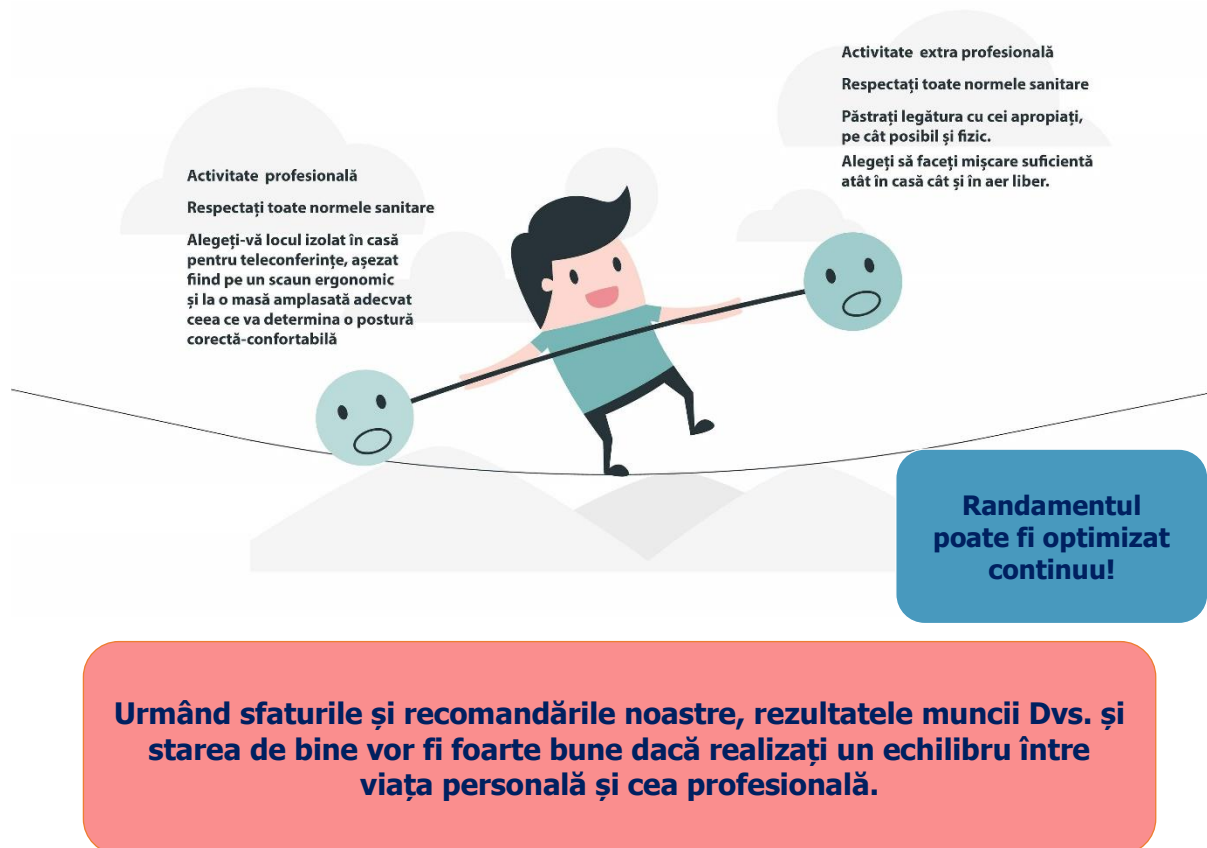 Activitate profesională
Respectați toate normele sanitare
Alegeți-vă locul izolat în casă
pentru teleconferințe, așezat
fiind pe un scaun ergonomic
și la o masă amplasată adecvat
ceea ce va determina o postură
corectă-confortabilă
Activitate extra profesională
Respectați toate normele sanitare
Păstrați legătura cu cei apropiați,
pe cât posibil și fizic.
Alegeți să faceți mișcare suficientă
atât în casă cât și în aer liber.
Randamentul
poate fi optimizat
continuu!
Urmând sfaturile și recomandările noastre, rezultatele muncii Dvs. și
starea de bine vor fi foarte bune dacă realizați un echilibru între
viața personală și cea profesională.